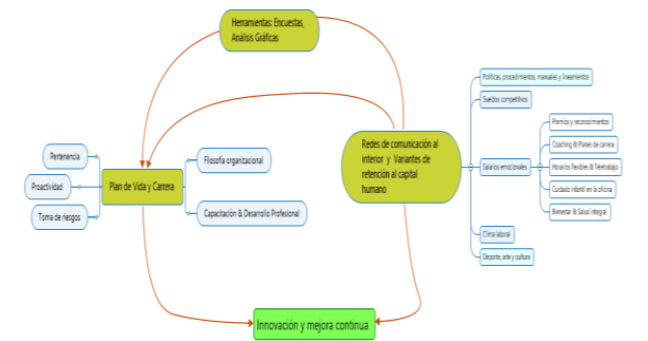 Herramientas: Encuestas,
Análisis Gráficas
Redes de comunicación al
interior y Variantes de
retención al capital
humano
Políticas, procedimientos, manuales y lineamientos
Sueldos competitivos
Salarios emocionales
Premios y reconocimientos
Coaching & Planes de carrera
Horarios flexibles & Teletrabajo
Cuidado infantil en la oficina
Bienestar & Salud integral
Clima laboral
Deporte, arte y cultura
Plan de Vida y Carrera
Pertenencia
Proactividad
Toma de riesgos
Filosofía organizacional
Capacitación & Desarrollo Profesional
Innovación y mejora continua